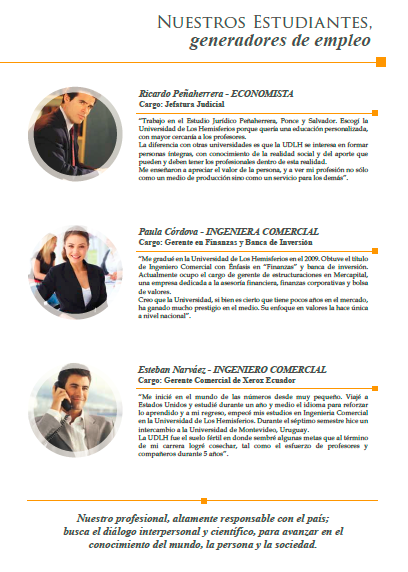 Nuestros Estudiantes,
generadores de empleo
Ricardo Peñaherrera - ECONOMISTA
Cargo: Jefatura Judicial
"Trabajo en el Estudio Jurídico Peñaherrera, Ponce y Salvador. Escogí la
Universidad de Los Hemisferios porque quería una educación personalizada,
con mayor cercanía a los profesores.
La diferencia con otras universidades es que la UDLH se interesa en formar
personas íntegras, con conocimiento de la realidad social y del aporte que
pueden y deben tener los profesionales dentro de esta realidad.
Me enseñaron a apreciar el valor de la persona, y a ver mi profesión no sólo
como un medio de producción sino como un servicio para los demás".
Paula Córdova - INGENIERA COMERCIAL
Cargo: Gerente en Finanzas y Banca de Inversión
"Me gradué en la Universidad de Los Hemisferios en el 2009. Obtuve el título
de Ingeniero Comercial con Énfasis en "Finanzas" y banca de inversión.
Actualmente ocupo el cargo de gerente de estructuraciones en Mercapital,
una empresa dedicada a la asesoría financiera, finanzas corporativas y bolsa
de valores.
Creo que la Universidad, si bien es cierto que tiene pocos años en el mercado,
ha ganado mucho prestigio en el medio. Su enfoque en valores la hace única
a nivel nacional".
Esteban Narváez - INGENIERO COMERCIAL
Cargo: Gerente Comercial de Xerox Ecuador
"Me inicié en el mundo de las números desde muy pequeño. Viajé a
Estados Unidos y estudié durante un año y medio el idioma para reforzar
lo aprendido y a mi regreso, empecé mis estudios en Ingeniería Comercial
en la Universidad de Los Hemisferios. Durante el séptimo semestre hice un
intercambio a la Universidad de Montevideo, Uruguay.
La UDLH fue el suelo fértil en donde sembré algunas metas que al término
de mi carrera logré cosechar, tal como el esfuerzo de profesores y
compañeros durante 5 años".
Nuestro profesional, altamente responsable con el país;
busca el diálogo interpersonal y científico, para avanzar en el
conocimiento del mundo, la persona y la sociedad.